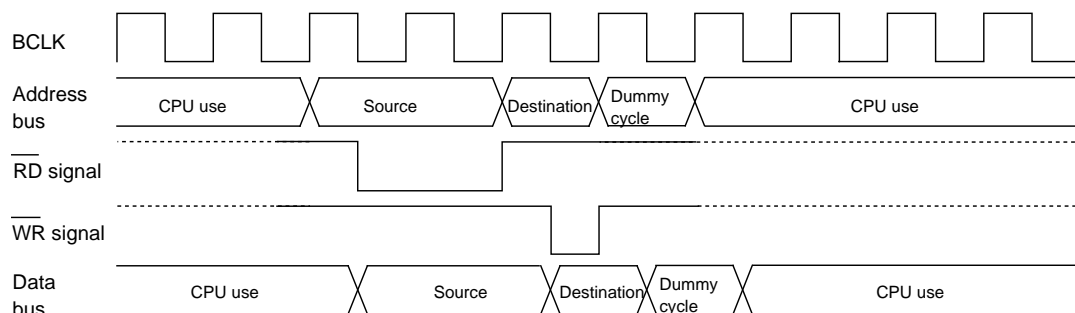 BCLK
Address
bus
CPU use
Source
Destination
Dummy
cycle
CPU use
RD signal
WR signal
Data
bus
CPU use
Source
Destination
Dummy
cycle
CPU use